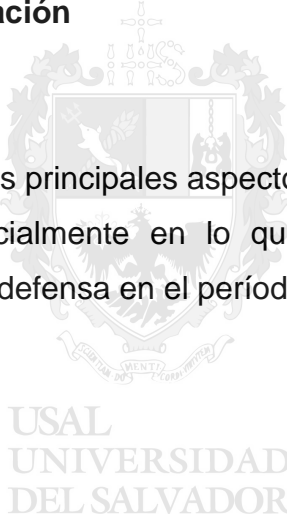 ación
s principales aspecto
cialmente en lo qu
defensa en el períod
USAL
UNIVERSIDAD
DEL SALVADOR